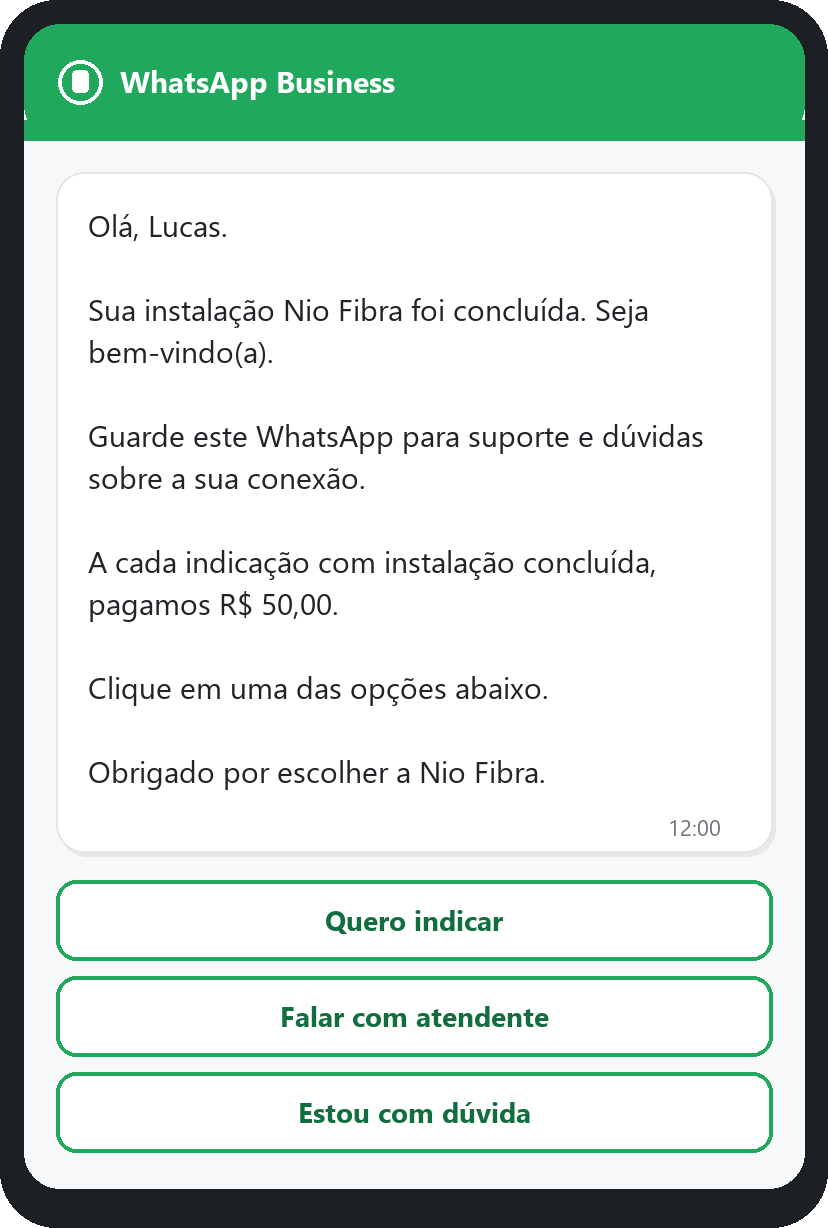 WhatsApp Business
Olá, Lucas.
Sua instalação Nio Fibra foi concluída. Seja
bem-vindo(a).
Guarde este WhatsApp para suporte e dúvidas
sobre a sua conexão.
A cada indicação com instalação concluída,
pagamos R$ 50,00.
Clique em uma das opções abaixo.
Obrigado por escolher a Nio Fibra.
12:00
Quero indicar
Falar com atendente
Estou com dúvida